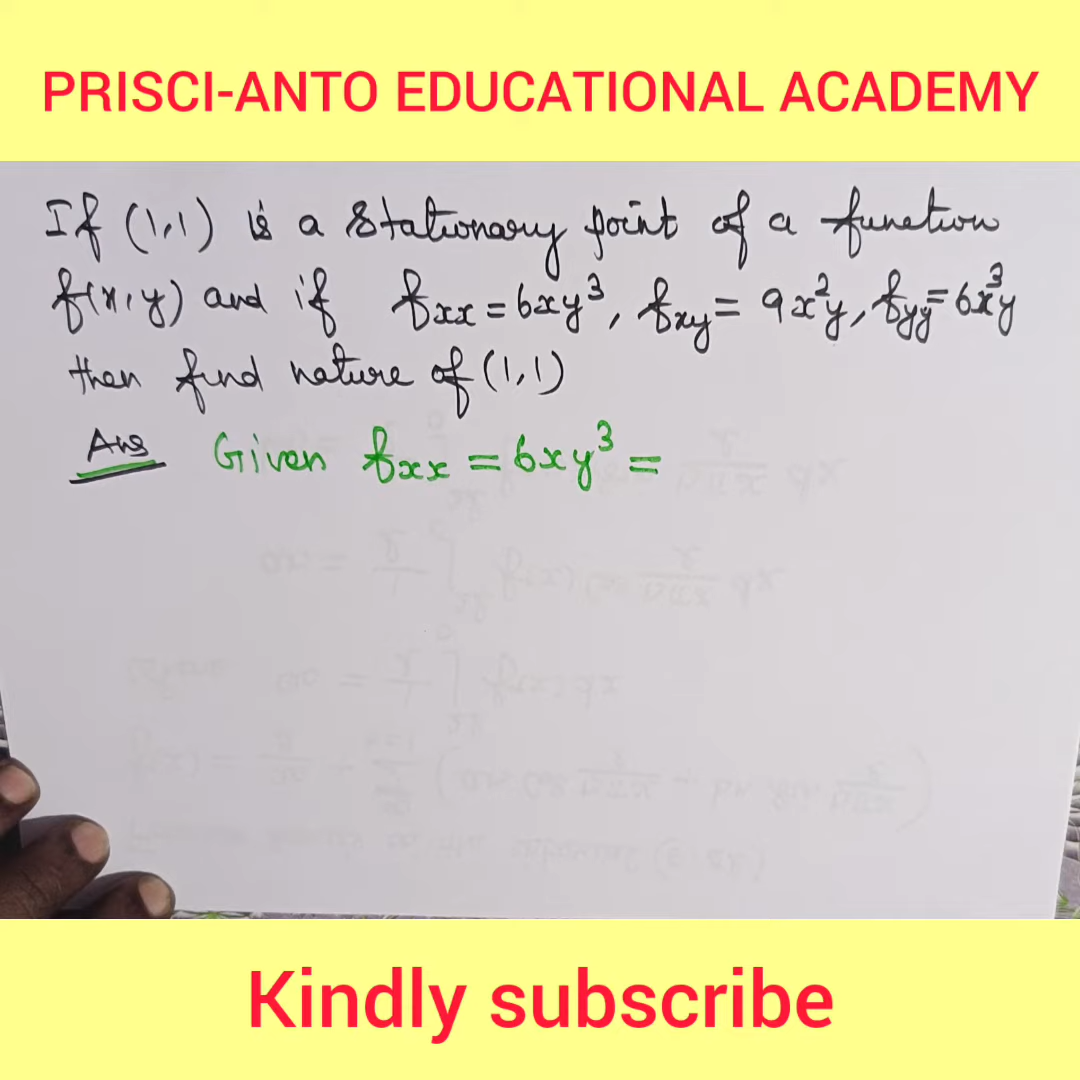 PRISCI-ANTO EDUCATIONAL ACADEMY
If (1,1) is a stationary point of a function
f(x,y) and if fxx = 6xy³, fxy = 9x²y, fyy = 6x³y
then find nature of (1,1)
Ans Given fxx = 6xy³ =
Kindly subscribe